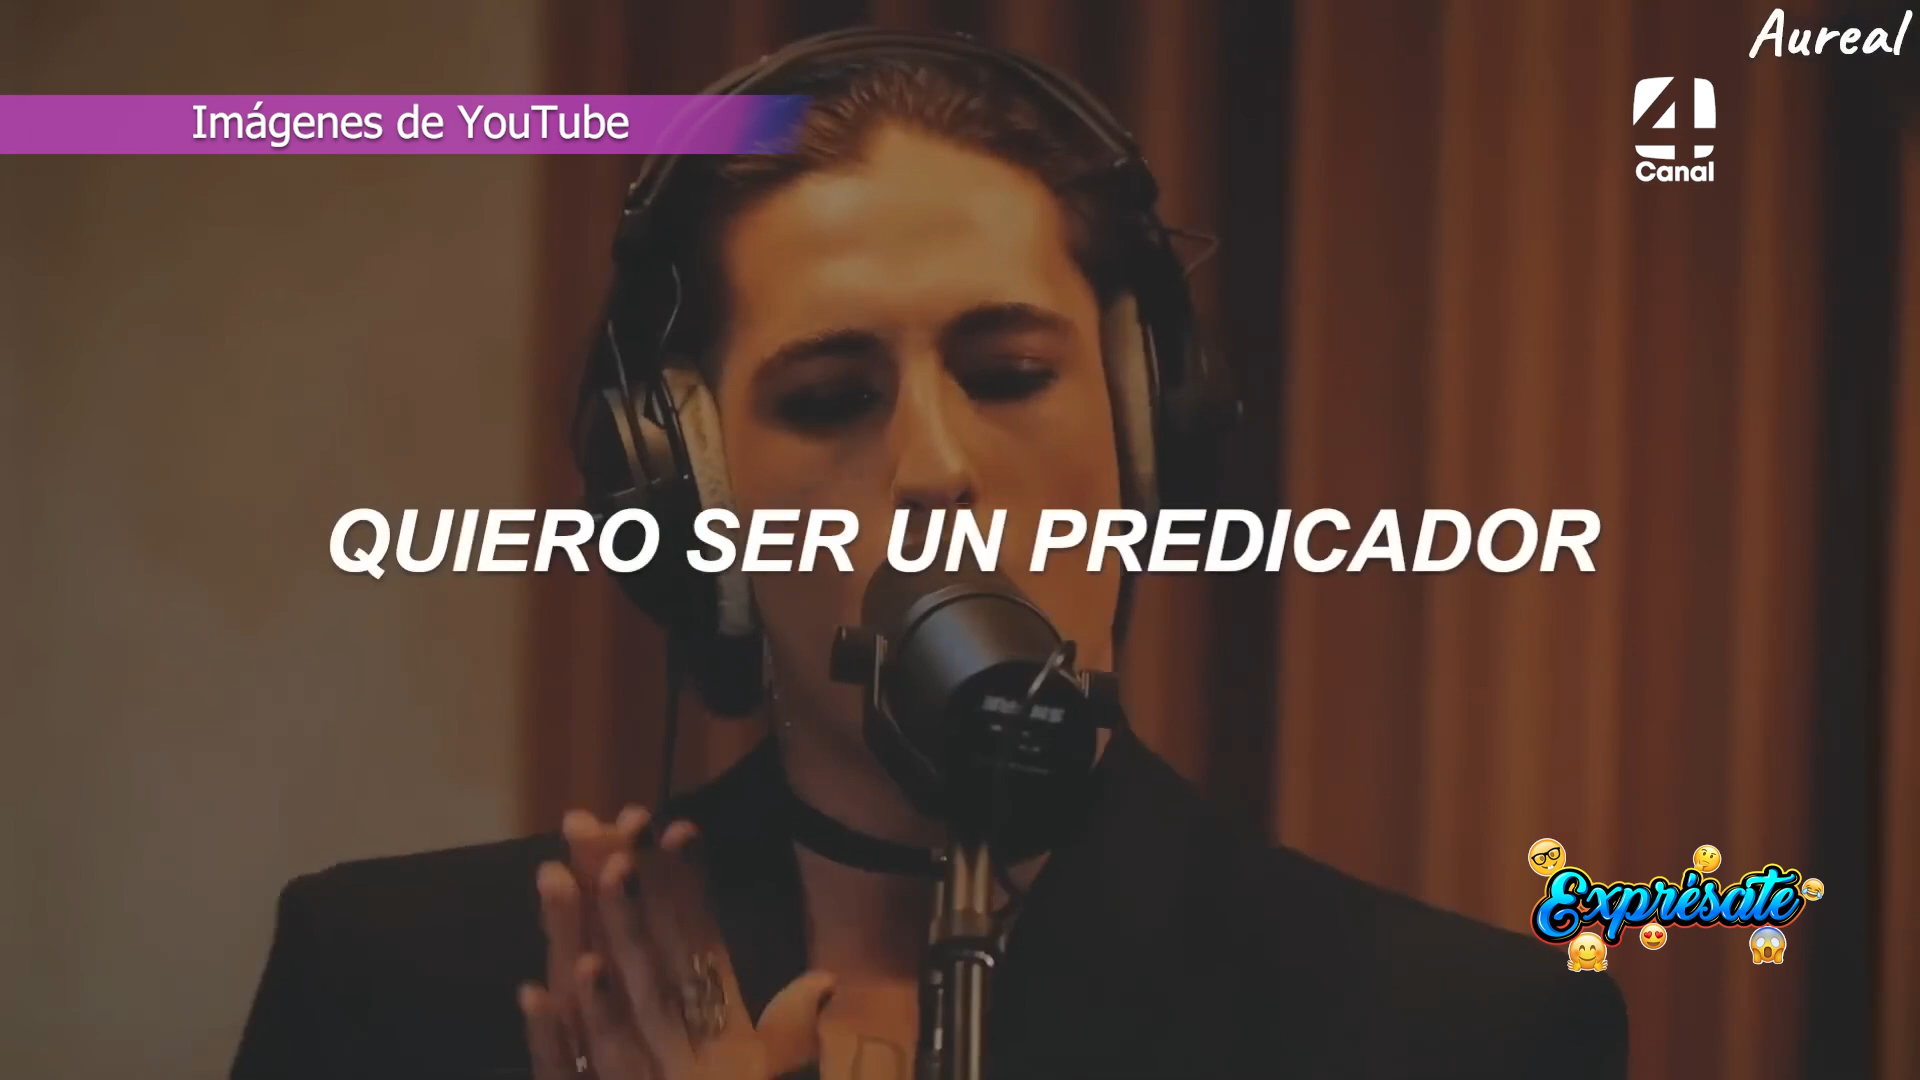 Aureal
Imágenes de YouTube
4
Canal
QUIERO SER UN PREDICADOR
Exprésate